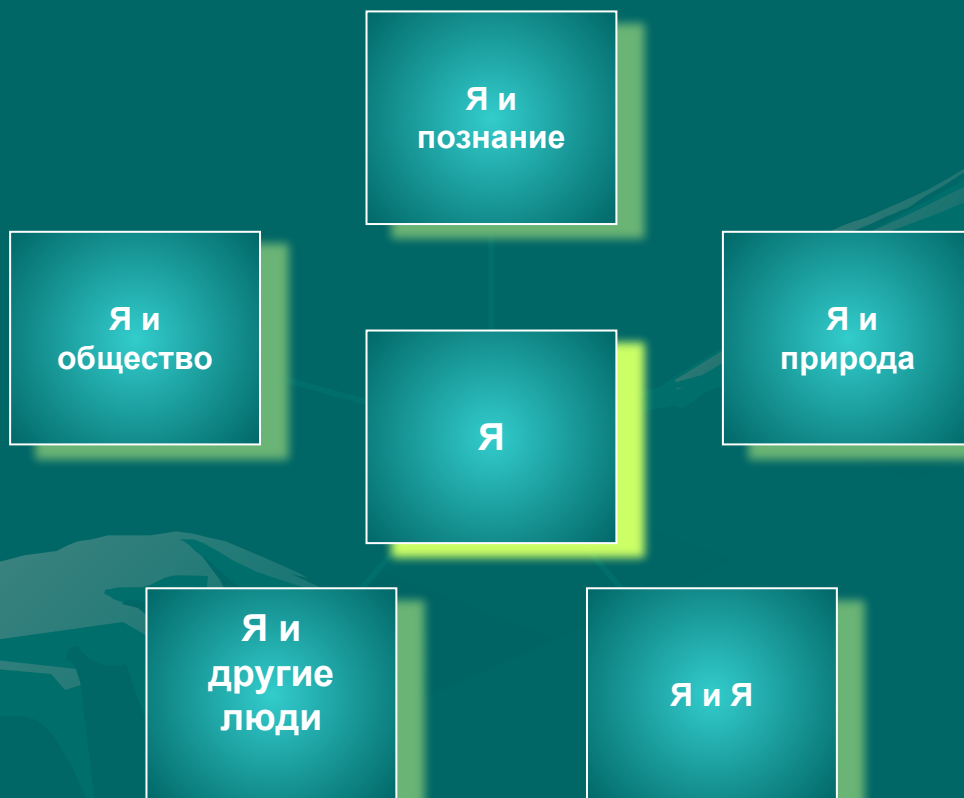 Я и
познание
Я и
общество
Я и
природа
Я
Я и
другие
люди
Я и Я